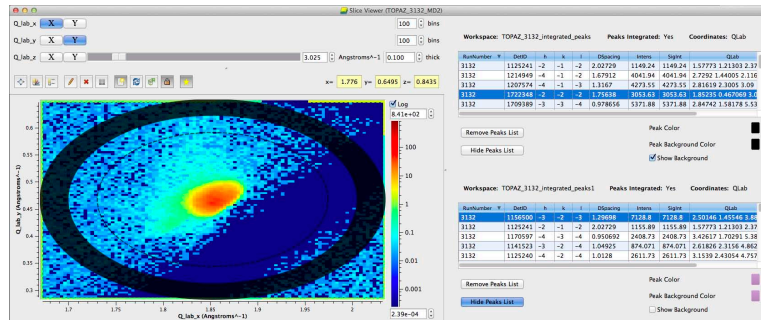 Slice Viewer (TOPAZ_3132_MD2)
Q_lab_x X Y 100 bins
Q_lab_y X Y 100 bins
Q_lab_z X Y 3.025 Angstroms^-1 0.100 thick
x= 1.776 y= 0.6495 z= 0.8435
Log
8.41e+02
100
10
1
0.1
0.01
0.001
2.39e-04
Q_lab_y (Angstroms^-1)
0.6
0.55
0.5
0.45
0.4
0.35
0.3
1.7 1.75 1.8 1.85 1.9 1.95 2
Q_lab_x (Angstroms^-1)
Workspace: TOPAZ_3132_integrated_peaks Peaks Integrated: Yes Coordinates: QLab
RunNumber DetID h k l DSpacing Intens SigInt QLab
3132 1125241 -2 -1 -2 2.02729 1149.24 1149.24 1.57773 1.21303 2.37
3132 1214949 -4 -1 -2 1.67912 4041.94 4041.94 2.7292 1.44005 2.116
3132 1207574 -4 -1 -3 1.3167 4273.55 4273.55 2.81619 2.3005 3.09
3132 1722348 -2 -2 -2 1.75638 3053.63 3053.63 1.85235 0.467069 3.0
3132 1709389 -3 -3 -4 0.978656 5371.88 5371.88 2.84742 1.58178 5.53
Remove Peaks List
Hide Peaks List
Peak Color
Peak Background Color
Show Background
Workspace: TOPAZ_3132_integrated_peaks1 Peaks Integrated: Yes Coordinates: QLab
RunNumber DetID h k l DSpacing Intens SigInt QLab
3132 1156500 -3 -2 -3 1.29698 7128.8 7128.8 2.50146 1.45546 3.88
3132 1125241 -2 -1 -2 2.02729 1155.89 1155.89 1.57773 1.21303 2.37
3132 1170597 -4 -3 -4 0.950692 2408.73 2408.73 3.42617 1.70291 5.38
3132 1141523 -3 -2 -4 1.04925 874.071 874.071 2.61826 2.3156 4.862
3132 1125240 -4 -2 -4 1.0128 2611.73 2611.73 3.1539 2.43054 4.757
Remove Peaks List
Hide Peaks List
Peak Color
Peak Background Color
Show Background